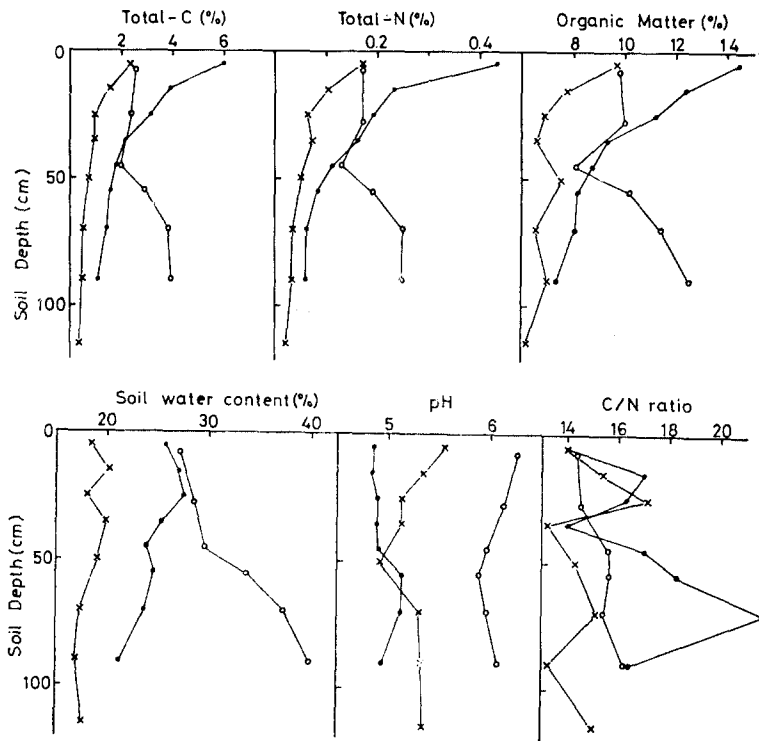 Total-C (%)
Total-N (%)
Organic Matter (%)
2 4 6
0.2 0.4
8 10 12 15
0
50
100
Soil Depth (cm)
Soil water content (%)
pH
C/N ratio
20 30 40
5 6
14 16 18 20
0
50
100
Soil Depth (cm)